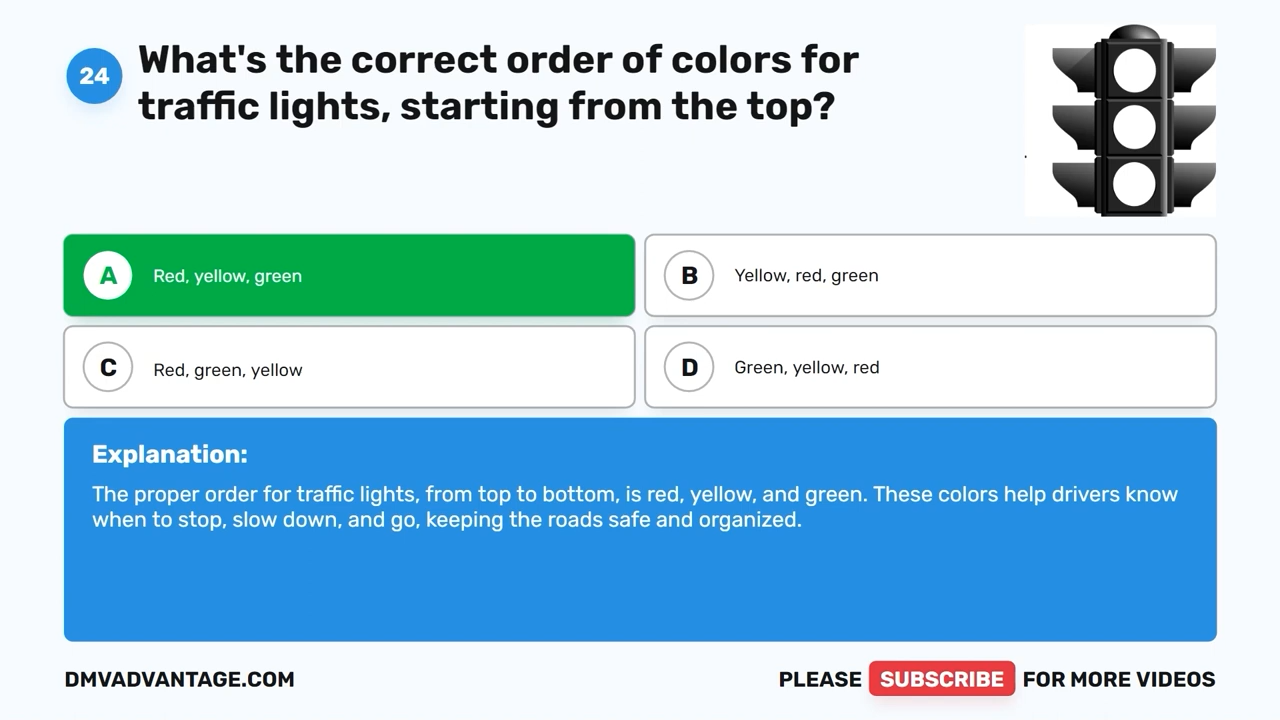 24
What's the correct order of colors for
traffic lights, starting from the top?
A Red, yellow, green
B Yellow, red, green
C Red, green, yellow
D Green, yellow, red
Explanation:
The proper order for traffic lights, from top to bottom, is red, yellow, and green. These colors help drivers know
when to stop, slow down, and go, keeping the roads safe and organized.
DMVADVANTAGE.COM
PLEASE SUBSCRIBE FOR MORE VIDEOS